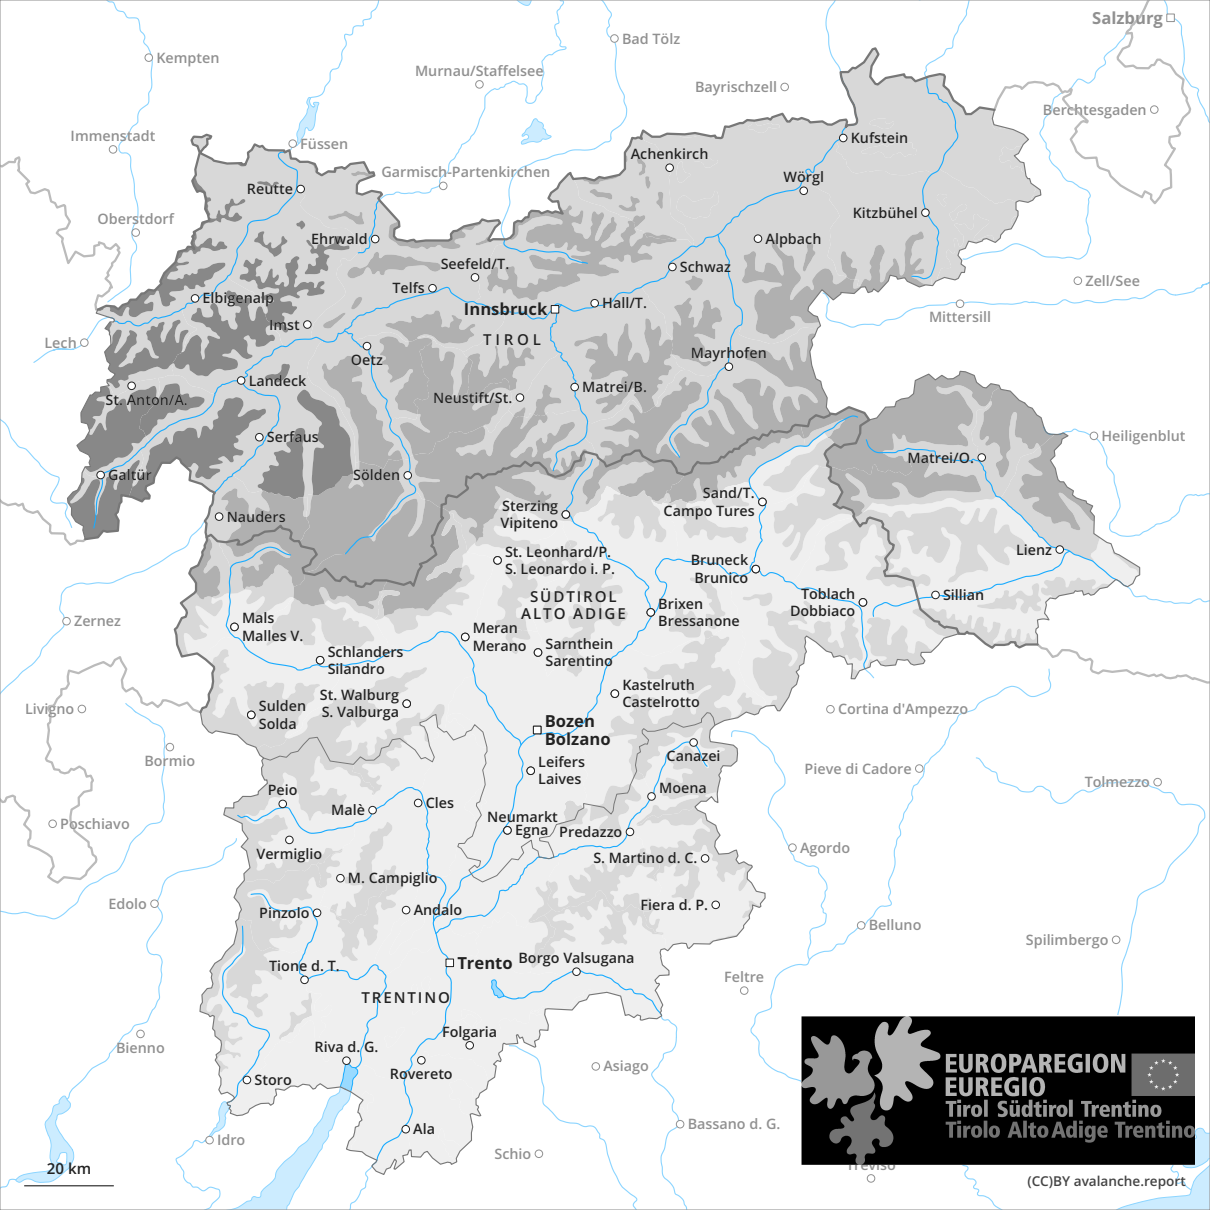 Salzburg
Bad Tölz
Kempten
Murnau/Staffelsee
Bayrischzell
Berchtesgaden
Immenstadt
Füssen
Kufstein
Achenkirch
Garmisch-Partenkirchen
Wörgl
Reutte
Oberstdorf
Kitzbühel
Ehrwald
Alpbach
Seefeld/T.
Schwaz
Zell/See
Telfs
Elbigenalp
Innsbruck
Hall/T.
Mittersill
Imst
TIROL
Lech
Oetz
Mayrhofen
Landeck
Matrei/B.
St. Anton/A.
Neustift/St.
Serfaus
Heiligenblut
Matrei/O.
Galtür
Sölden
Sand/T.
Campo Tures
Sterzing
Vipiteno
Nauders
St. Leonhard/P.
S. Leonardo i. P.
Lienz
Bruneck
Brunico
SÜDTIROL
ALTO ADIGE
Toblach
Dobbiaco
Sillian
Brixen
Bressanone
Zernez
Mals
Malles V.
Meran
Merano
Sarnthein
Sarentino
Schlanders
Silandro
Kastelruth
Castelrotto
St. Walburg
S. Valburga
Livigno
Sulden
Solda
Cortina d'Ampezzo
Bozen
Bolzano
Bormio
Canazei
Leifers
Laives
Pieve di Cadore
Tolmezzo
Peio
Moena
Malè
Cles
Neumarkt
Egna
Predazzo
Poschiavo
Vermiglio
Agordo
S. Martino d. C.
M. Campiglio
Edolo
Pinzolo
Andalo
Fiera d. P.
Belluno
Spilimbergo
Tione d. T.
Trento
Borgo Valsugana
Feltre
TRENTINO
Bienno
Folgaria
Riva d. G.
Rovereto
Storo
Asiago
EUROPAREGION
EUREGIO
Tirol Südtirol Trentino
Tirolo Alto Adige Trentino
Idro
Ala
Bassano d. G.
Schio
Treviso
20 km
(CC)BY avalanche.report